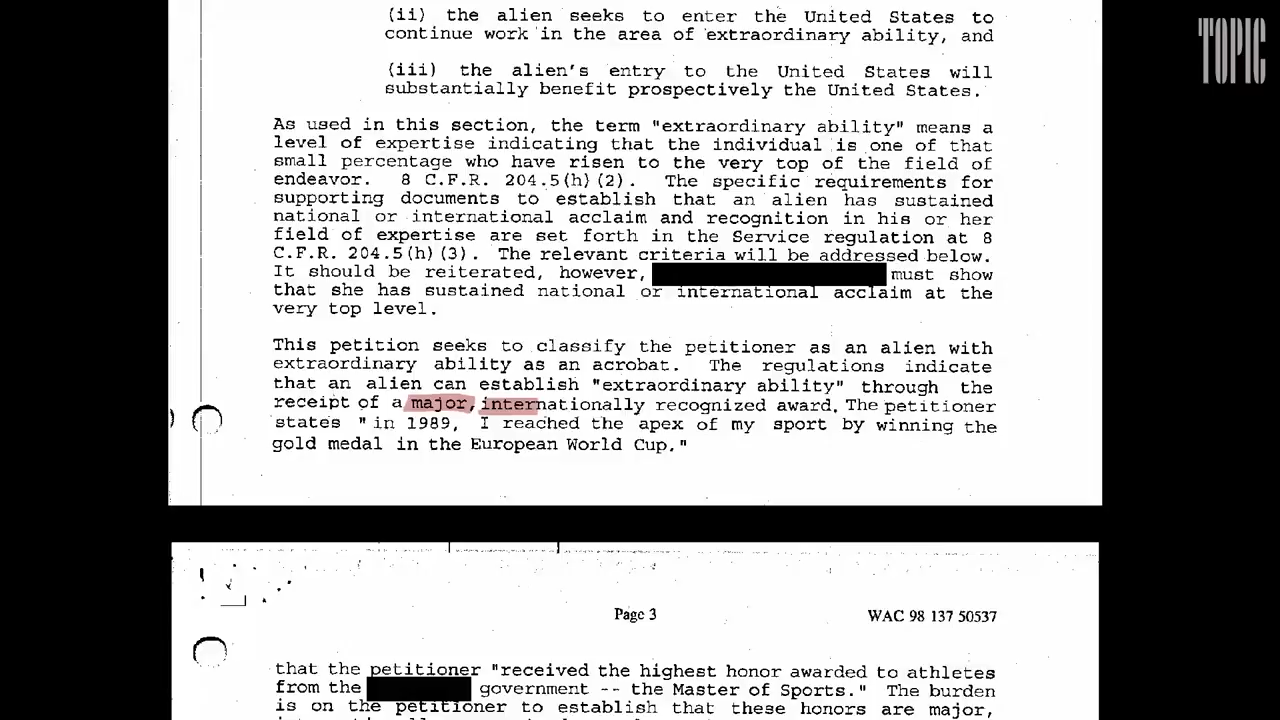 (ii) the alien seeks to enter the United States to
continue work in the area of extraordinary ability, and
(iii) the alien's entry to the United States will
substantially benefit prospectively the United States.
As used in this section, the term "extraordinary ability" means a
level of expertise indicating that the individual is one of that
small percentage who have risen to the very top of the field of
endeavor. 8 C.F.R. 204.5(h)(2). The specific requirements for
supporting documents to establish that an alien has sustained
national or international acclaim and recognition in his or her
field of expertise are set forth in the Service regulation at 8
C.F.R. 204.5(h)(3). The relevant criteria will be addressed below.
It should be reiterated, however, must show
that she has sustained national or international acclaim at the
very top level.
This petition seeks to classify the petitioner as an alien with
extraordinary ability as an acrobat. The regulations indicate
that an alien can establish "extraordinary ability" through the
receipt of a major, internationally recognized award. The petitioner
states "in 1989, I reached the apex of my sport by winning the
gold medal in the European World Cup."
Page 3 WAC 98 137 50537
that the petitioner "received the highest honor awarded to athletes
from the government -- the Master of Sports." The burden
is on the petitioner to establish that these honors are major,
TOPIC